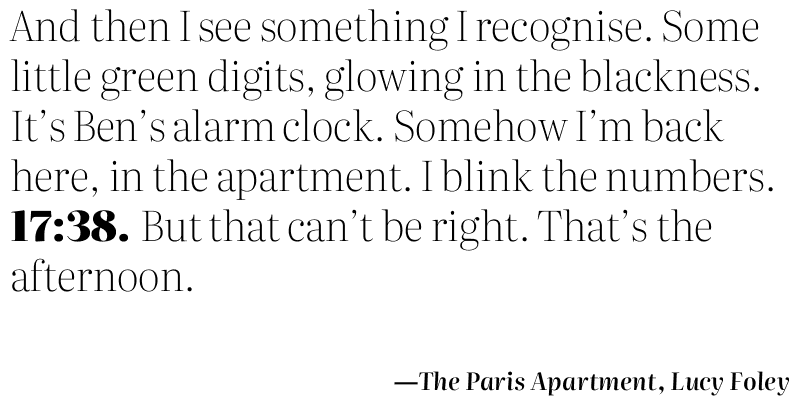 And then I see something I recognise. Some
little green digits, glowing in the blackness.
It’s Ben’s alarm clock. Somehow I’m back
here, in the apartment. I blink the numbers.
17:38. But that can’t be right. That’s the
afternoon.
—The Paris Apartment, Lucy Foley